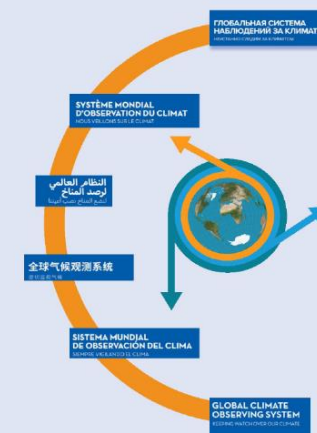 ГЛОБАЛЬНАЯ СИСТЕМА
НАБЛЮДЕНИЙ ЗА КЛИМАТ
SYSTÈME MONDIAL
D'OBSERVATION DU CLIMAT
NOUS VEILLONS SUR LE CLIMAT
النظام العالمي
لرصد المناخ
全球气候观测系统
SISTEMA MUNDIAL
DE OBSERVACIÓN DEL CLIMA
SIEMPRE VIGILANDO EL CLIMA
GLOBAL CLIMATE
OBSERVING SYSTEM
KEEPING WATCH OVER OUR CLIMATE